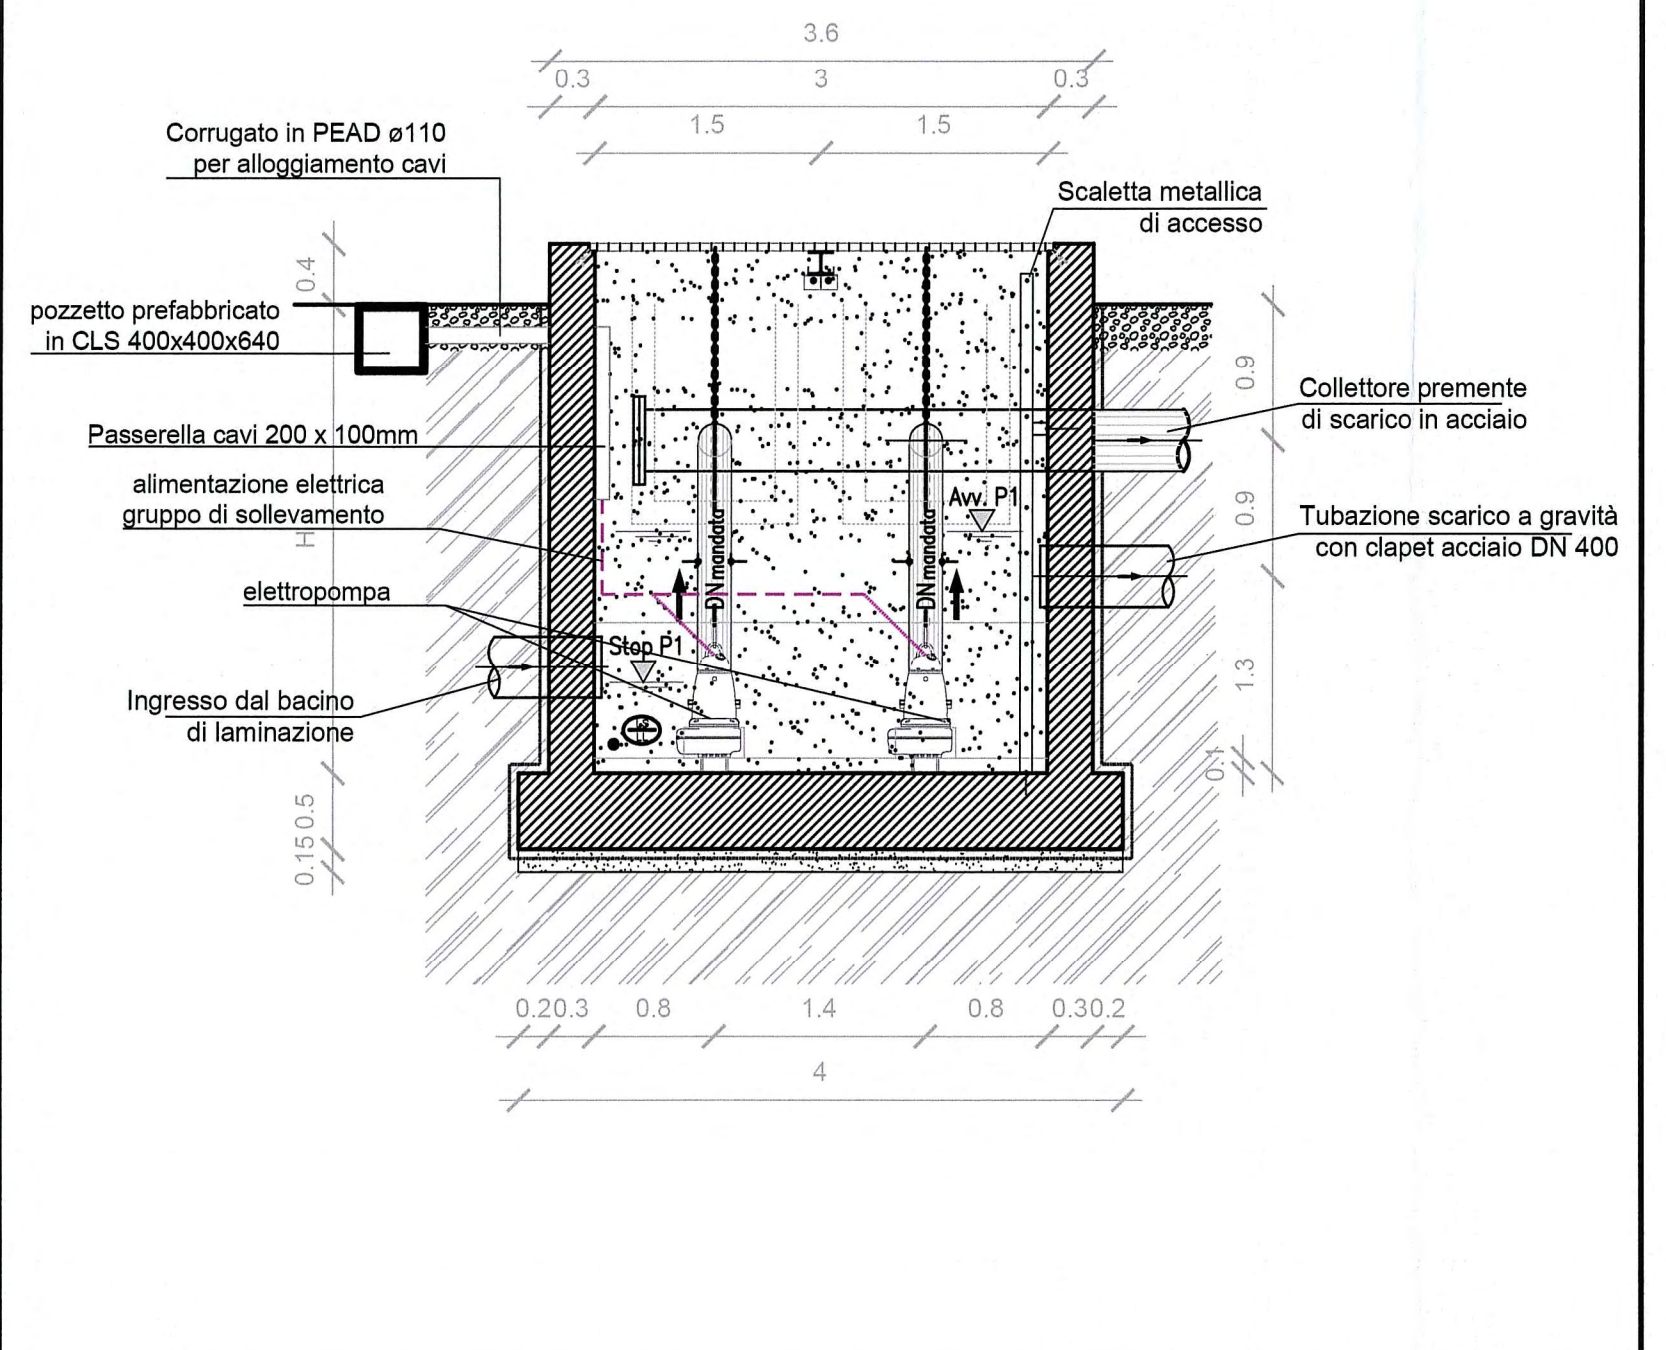 3.6
0.3 3 0.3
1.5 1.5
Corrugato in PEAD ø110
per alloggiamento cavi
Scaletta metallica
di accesso
0.4
pozzetto prefabbricato
in CLS 400x400x640
0.9
Collettore premente
di scarico in acciaio
Passerella cavi 200 x 100mm
alimentazione elettrica
gruppo di sollevamento
H
Avv. P1
0.9
Tubazione scarico a gravità
con clapet acciaio DN 400
DN mandata
DN mandata
elettropompa
Stop P1
1.3
Ingresso dal bacino
di laminazione
0.1
0.5
0.15
0.2 0.3 0.8 1.4 0.8 0.3 0.2
4